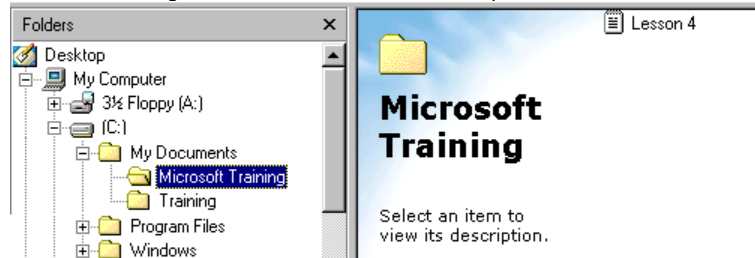 Folders
Desktop
My Computer
3½ Floppy (A:)
(C:)
My Documents
Microsoft Training
Training
Program Files
Windows
Lesson 4
Microsoft
Training
Select an item to
view its description.